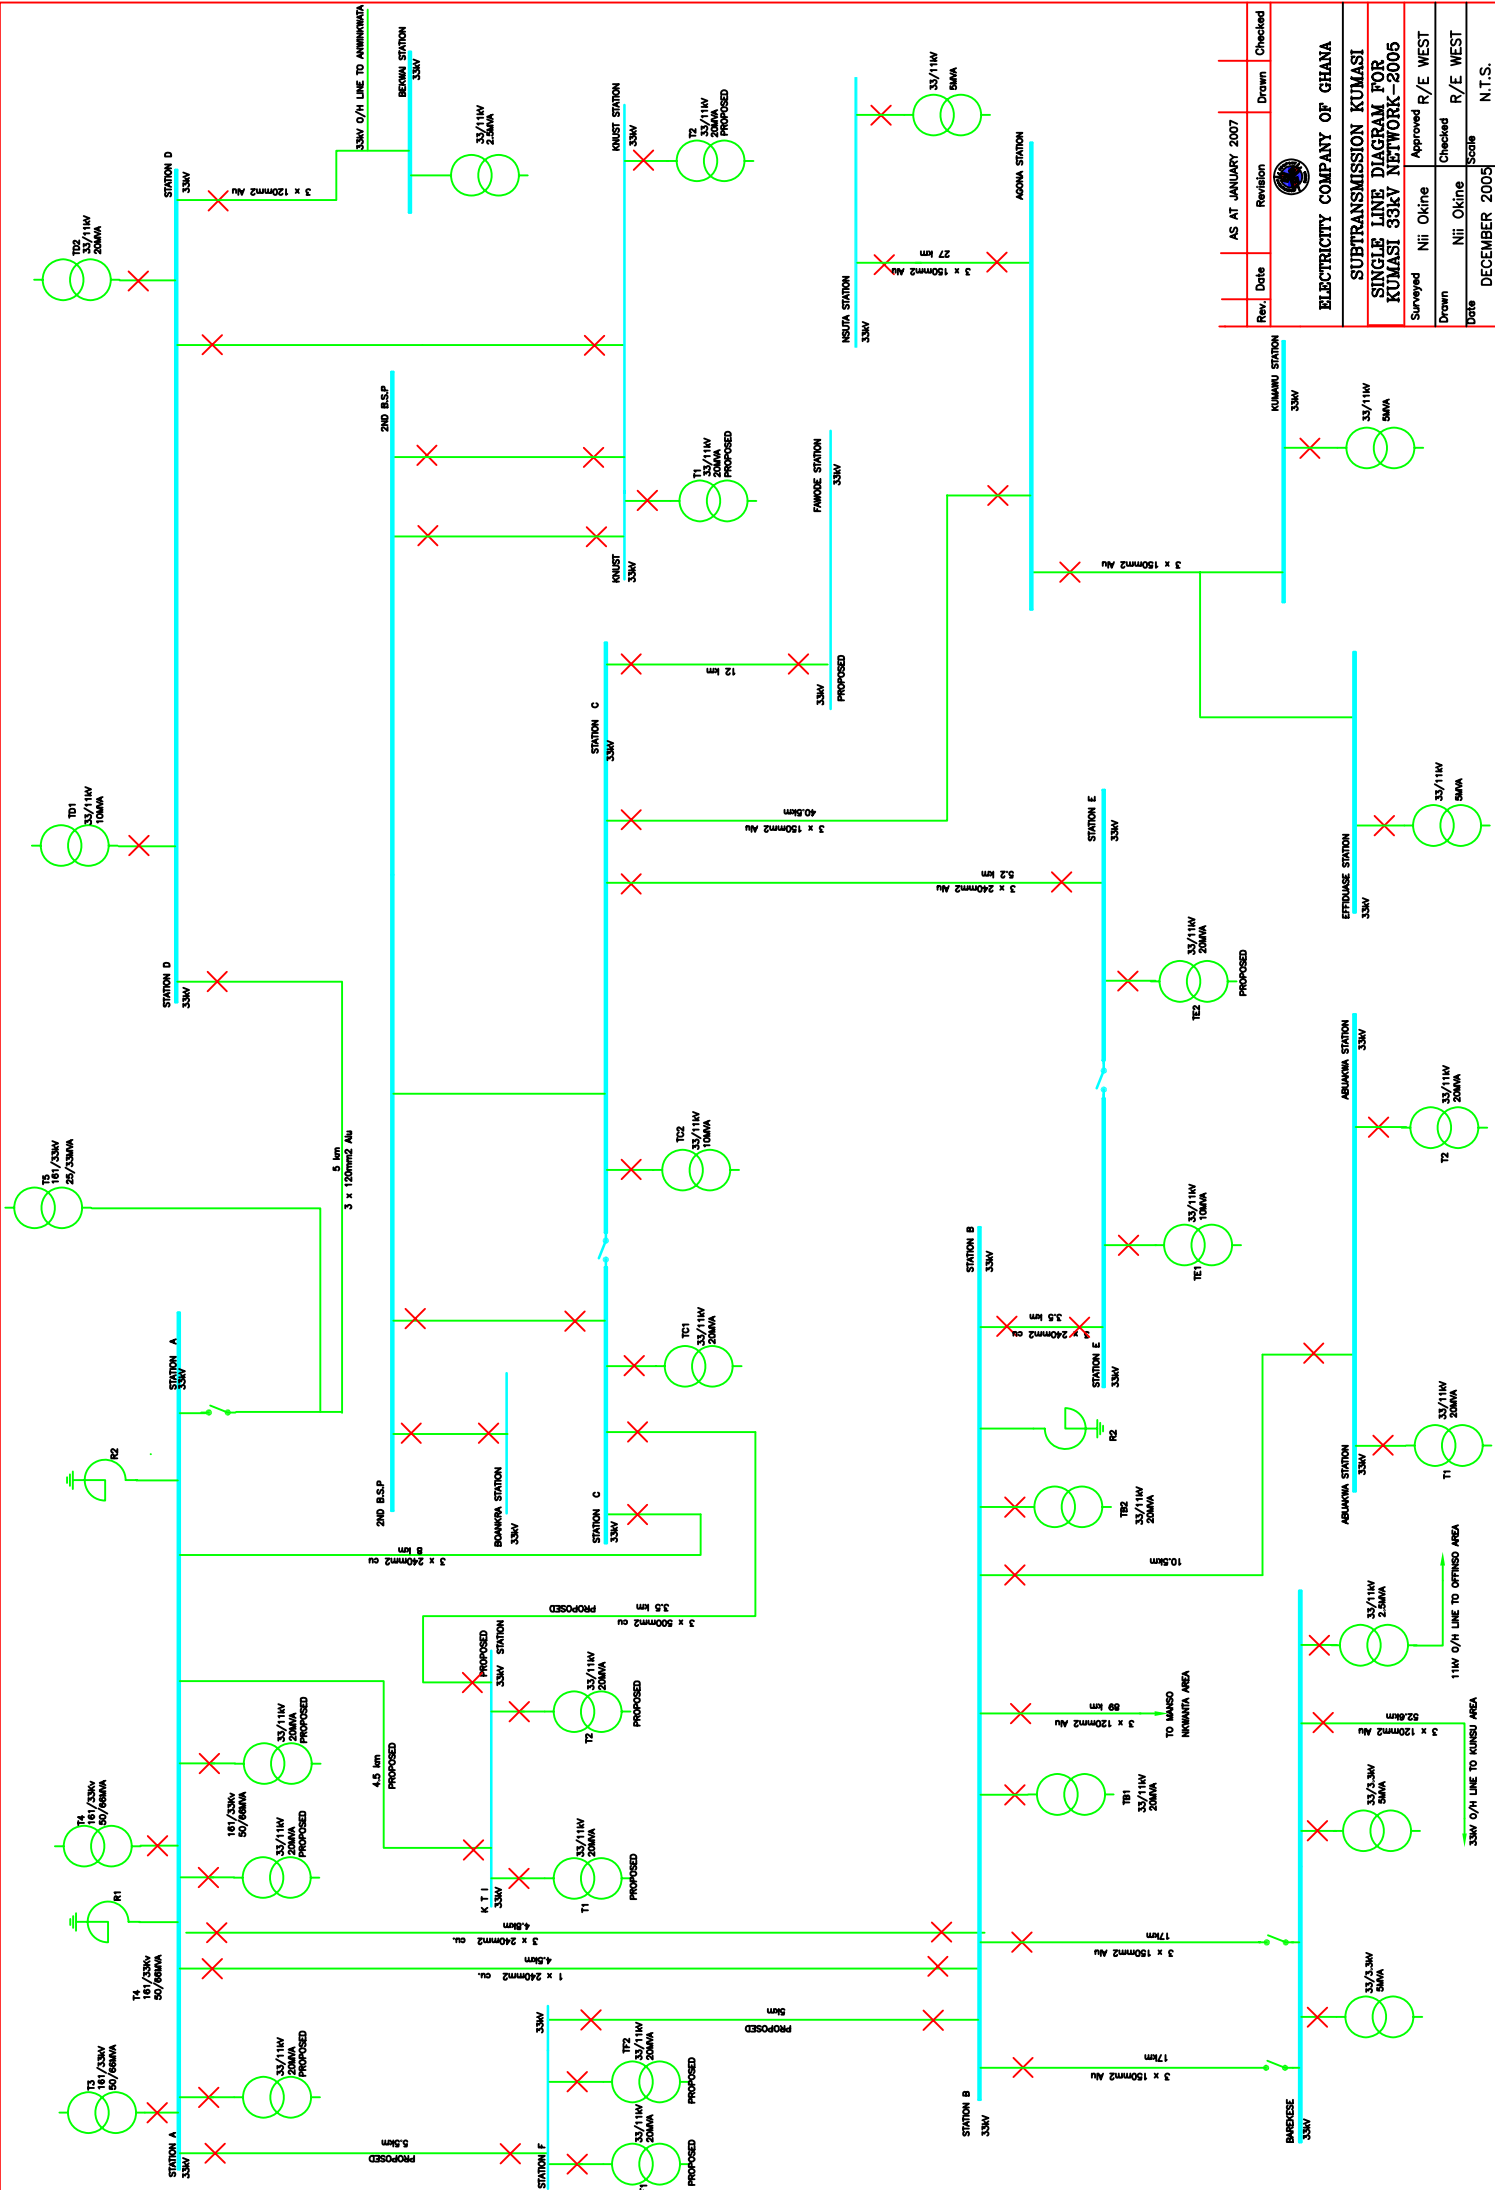 T3
161/33kV
50/66MVA
STATION A
33kV
33/11kV
20MVA
PROPOSED
T4
161/33Kv
50/66MVA
R1
T4
161/33Kv
50/66MVA
33/11kV
20MVA
PROPOSED
161/33Kv
50/66MVA
33/11kV
20MVA
PROPOSED
R2
STATION A
33kV
T5
161/33kV
25/33MVA
5 km
3 x 120mm2 Alu
STATION D
33kV
TD1
33/11kV
10MVA
TD2
33/11kV
20MVA
STATION D
33kV
3 x 120mm2 Alu
33kV O/H LINE TO ANWINKWATA
BEKWAI STATION
33kV
33/11kV
2.5MVA
5.5km
PROPOSED
STATION F
33kV
33/11kV
20MVA
PROPOSED
TF2
33/11kV
20MVA
PROPOSED
5km
PROPOSED
4.5km
1 x 240mm2 cu.
4.8km
3 x 240mm2 cu.
4.5 km
PROPOSED
K T I
33kV
PROPOSED
33kV STATION
T1
33/11kV
20MVA
PROPOSED
T2
33/11kV
20MVA
PROPOSED
3.5 km PROPOSED
3 x 500mm2 cu
8 km
3 x 240mm2 cu
2ND B.S.P
BOANKRA STATION
33kV
STATION C
33kV
TC1
33/11kV
20MVA
TC2
33/11kV
10MVA
2ND B.S.P
STATION C
33kV
KNUST
33kV
T1
33/11kV
20MVA
PROPOSED
KNUST STATION
33kV
T2
33/11kV
20MVA
PROPOSED
12 km
33kV
PROPOSED
FAWODE STATION
33kV
40.5km
3 x 150mm2 Alu
5.2 km
3 x 240mm2 Alu
NSUTA STATION
33kV
33/11kV
5MVA
27 km
3 x 150mm2 Alu
AGONA STATION
3 x 150mm2 Alu
KUMAWU STATION
33kV
33/11kV
5MVA
EFFIDUASE STATION
33kV
33/11kV
5MVA
STATION B
33kV
STATION B
33kV
TB1
33/11kV
20MVA
TB2
33/11kV
20MVA
R2
3.5 km
3 x 240mm2 cu
STATION E
33kV
TE1
33/11kV
10MVA
TE2
33/11kV
20MVA
PROPOSED
STATION E
33kV
89 km
3 x 120mm2 Alu
TO MANSO
NKWANTA AREA
10.5km
ABUAKWA STATION
33kV
T1
33/11kV
20MVA
T2
33/11kV
20MVA
ABUAKWA STATION
33kV
17km
3 x 150mm2 Alu
17km
3 x 150mm2 Alu
BAREKESE
33kV
33/3.3kV
5MVA
33/3.3kV
5MVA
52.6km
3 x 120mm2 Alu
33kV O/H LINE TO KUNSU AREA
33/11kV
2.5MVA
11kV O/H LINE TO OFFINSO AREA
AS AT JANUARY 2007
Rev. Date Revision Drawn Checked
ELECTRICITY COMPANY OF GHANA
SUBTRANSMISSION KUMASI
SINGLE LINE DIAGRAM FOR
KUMASI 33kV NETWORK-2005
Surveyed Nii Okine Approved R/E WEST
Drawn Nii Okine Checked R/E WEST
Date DECEMBER 2005 Scale N.T.S.